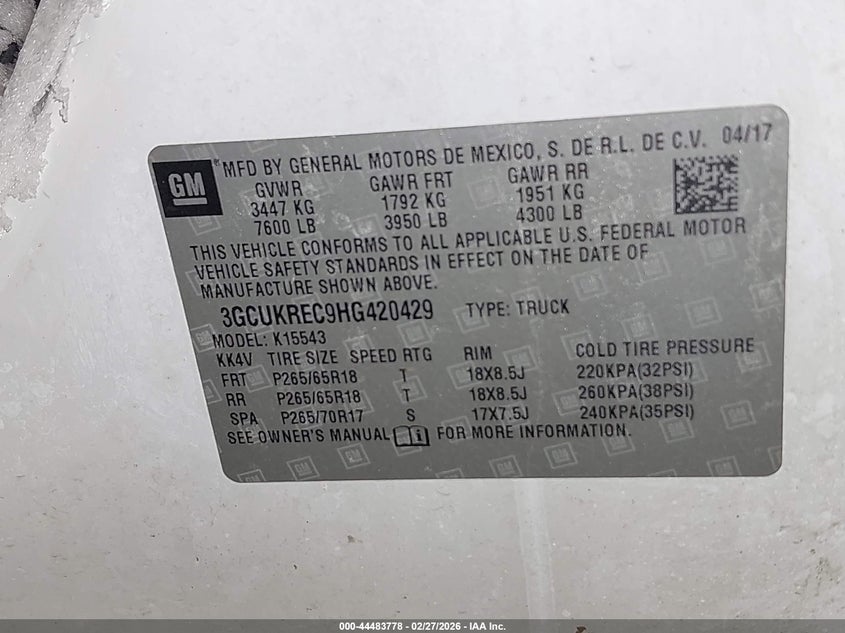 GM ® MFD BY GENERAL MOTORS DE MEXICO, S. DE R.L. DE C.V. 04/17
GVWR GAWR FRT GAWR RR
3447 KG 1792 KG 1951 KG
7600 LB 3950 LB 4300 LB
THIS VEHICLE CONFORMS TO ALL APPLICABLE U.S. FEDERAL MOTOR
VEHICLE SAFETY STANDARDS IN EFFECT ON THE DATE OF
MANUFACTURE SHOWN ABOVE.
3GCUKREC9HG420429 TYPE: TRUCK
MODEL: K15543
KK4V TIRE SIZE SPEED RTG RIM COLD TIRE PRESSURE
FRT P265/65R18 T 18X8.5J 220KPA(32PSI)
RR P265/65R18 T 18X8.5J 260KPA(38PSI)
SPA P265/70R17 S 17X7.5J 240KPA(35PSI)
SEE OWNER'S MANUAL FOR MORE INFORMATION.
000-44483778 - 02/27/2026 - IAA Inc.